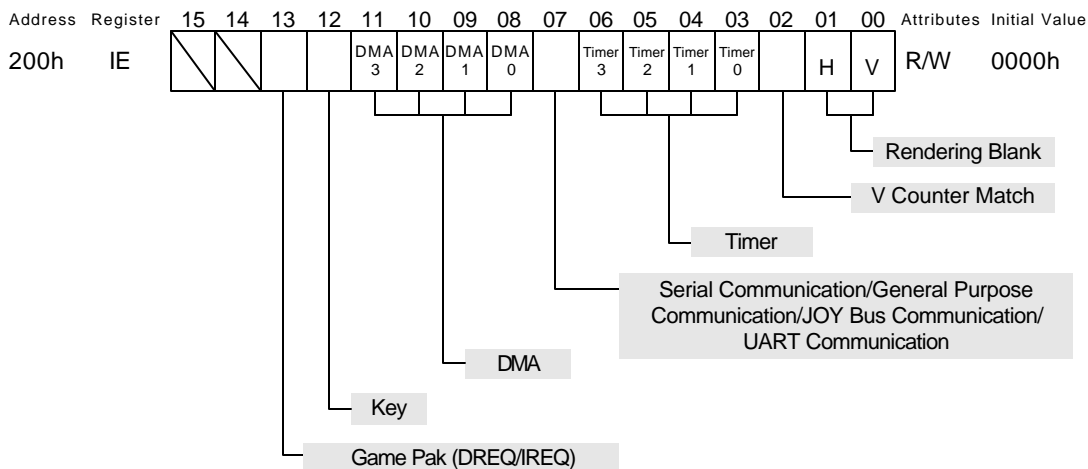 Address Register 15 14 13 12 11 10 09 08 07 06 05 04 03 02 01 00 Attributes Initial Value
200h IE DMA 3 DMA 2 DMA 1 DMA 0 Timer 3 Timer 2 Timer 1 Timer 0 H V R/W 0000h
Rendering Blank
V Counter Match
Timer
Serial Communication/General Purpose
Communication/JOY Bus Communication/
UART Communication
DMA
Key
Game Pak (DREQ/IREQ)